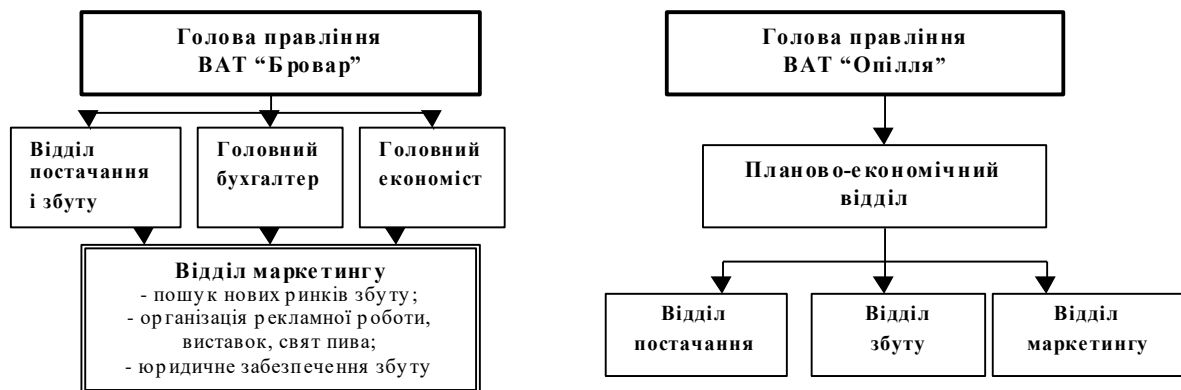 Голова правління
ВАТ “Бровар”
Відділ
постачання
і збуту
Головний
бухгалтер
Головний
економіст
Відділ маркетингу
- пошук нових ринків збуту;
- організація рекламної роботи,
виставок, свят пива;
- юридичне забезпечення збуту
Голова правління
ВАТ “Опілля”
Планово-економічний
відділ
Відділ
постачання
Відділ
збуту
Відділ
маркетингу